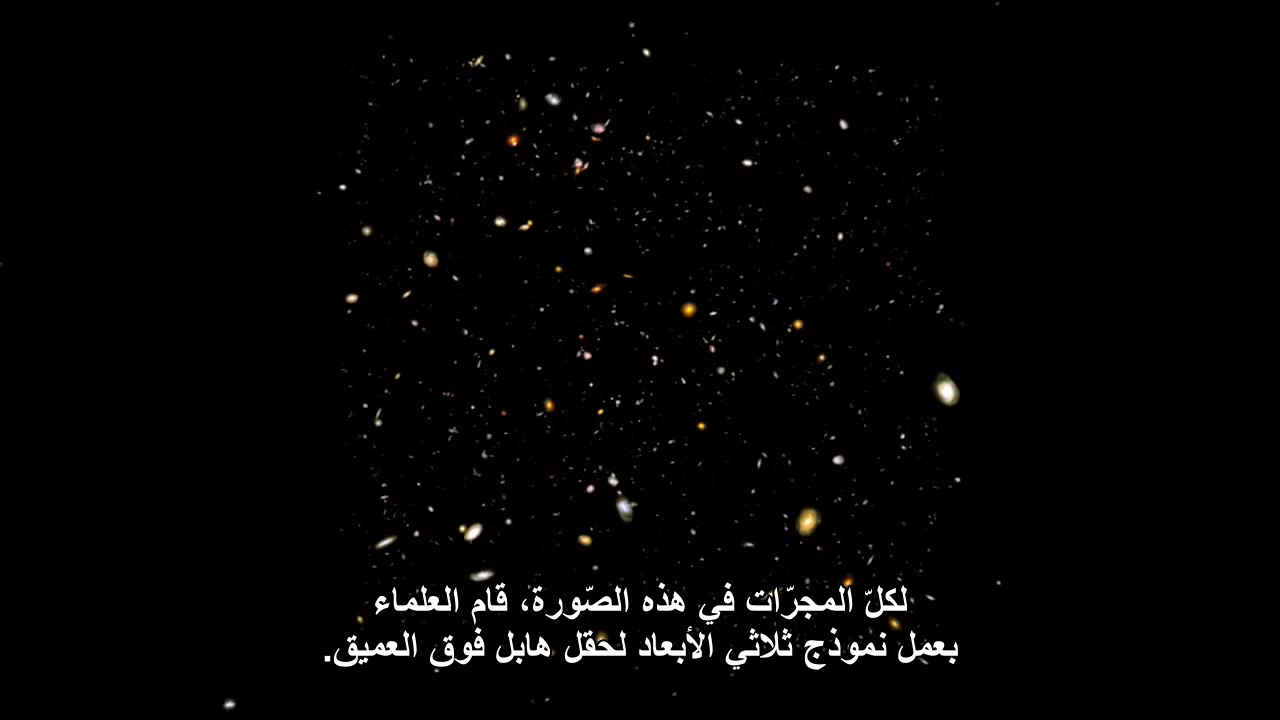 لكلّ المجرّات في هذه الصّورة، قام العلماء
بعمل نموذج ثلاثي الأبعاد لحقل هابل فوق العميق.